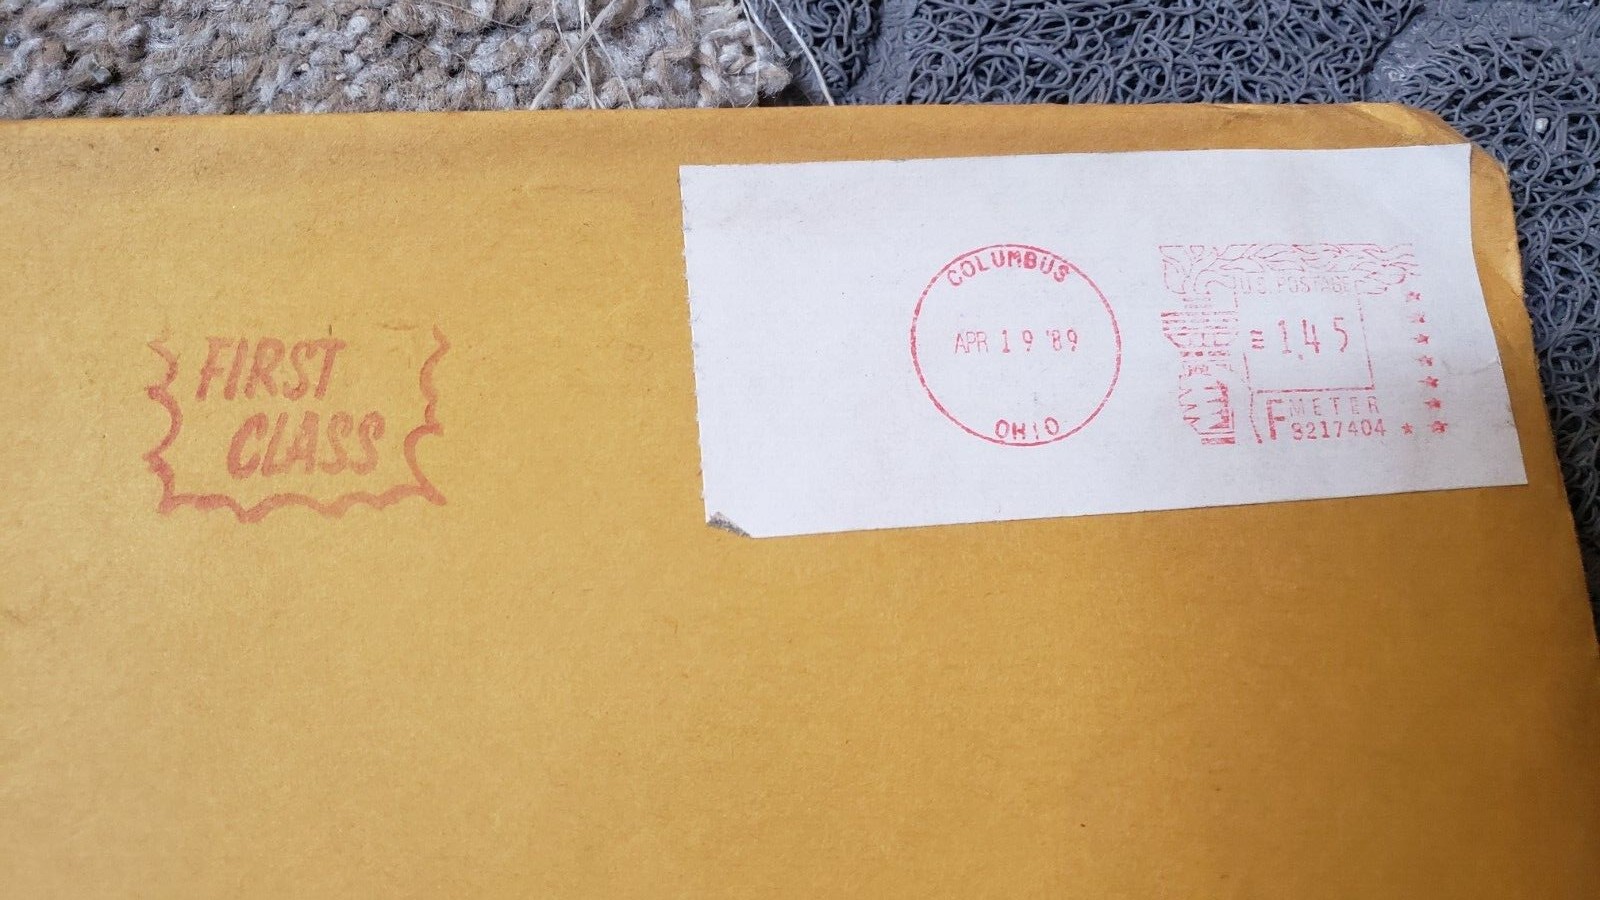 FIRST
CLASS
COLUMBUS
APR 19 '89
OHIO
U.S. POSTAGE
1.45
F METER
8217404